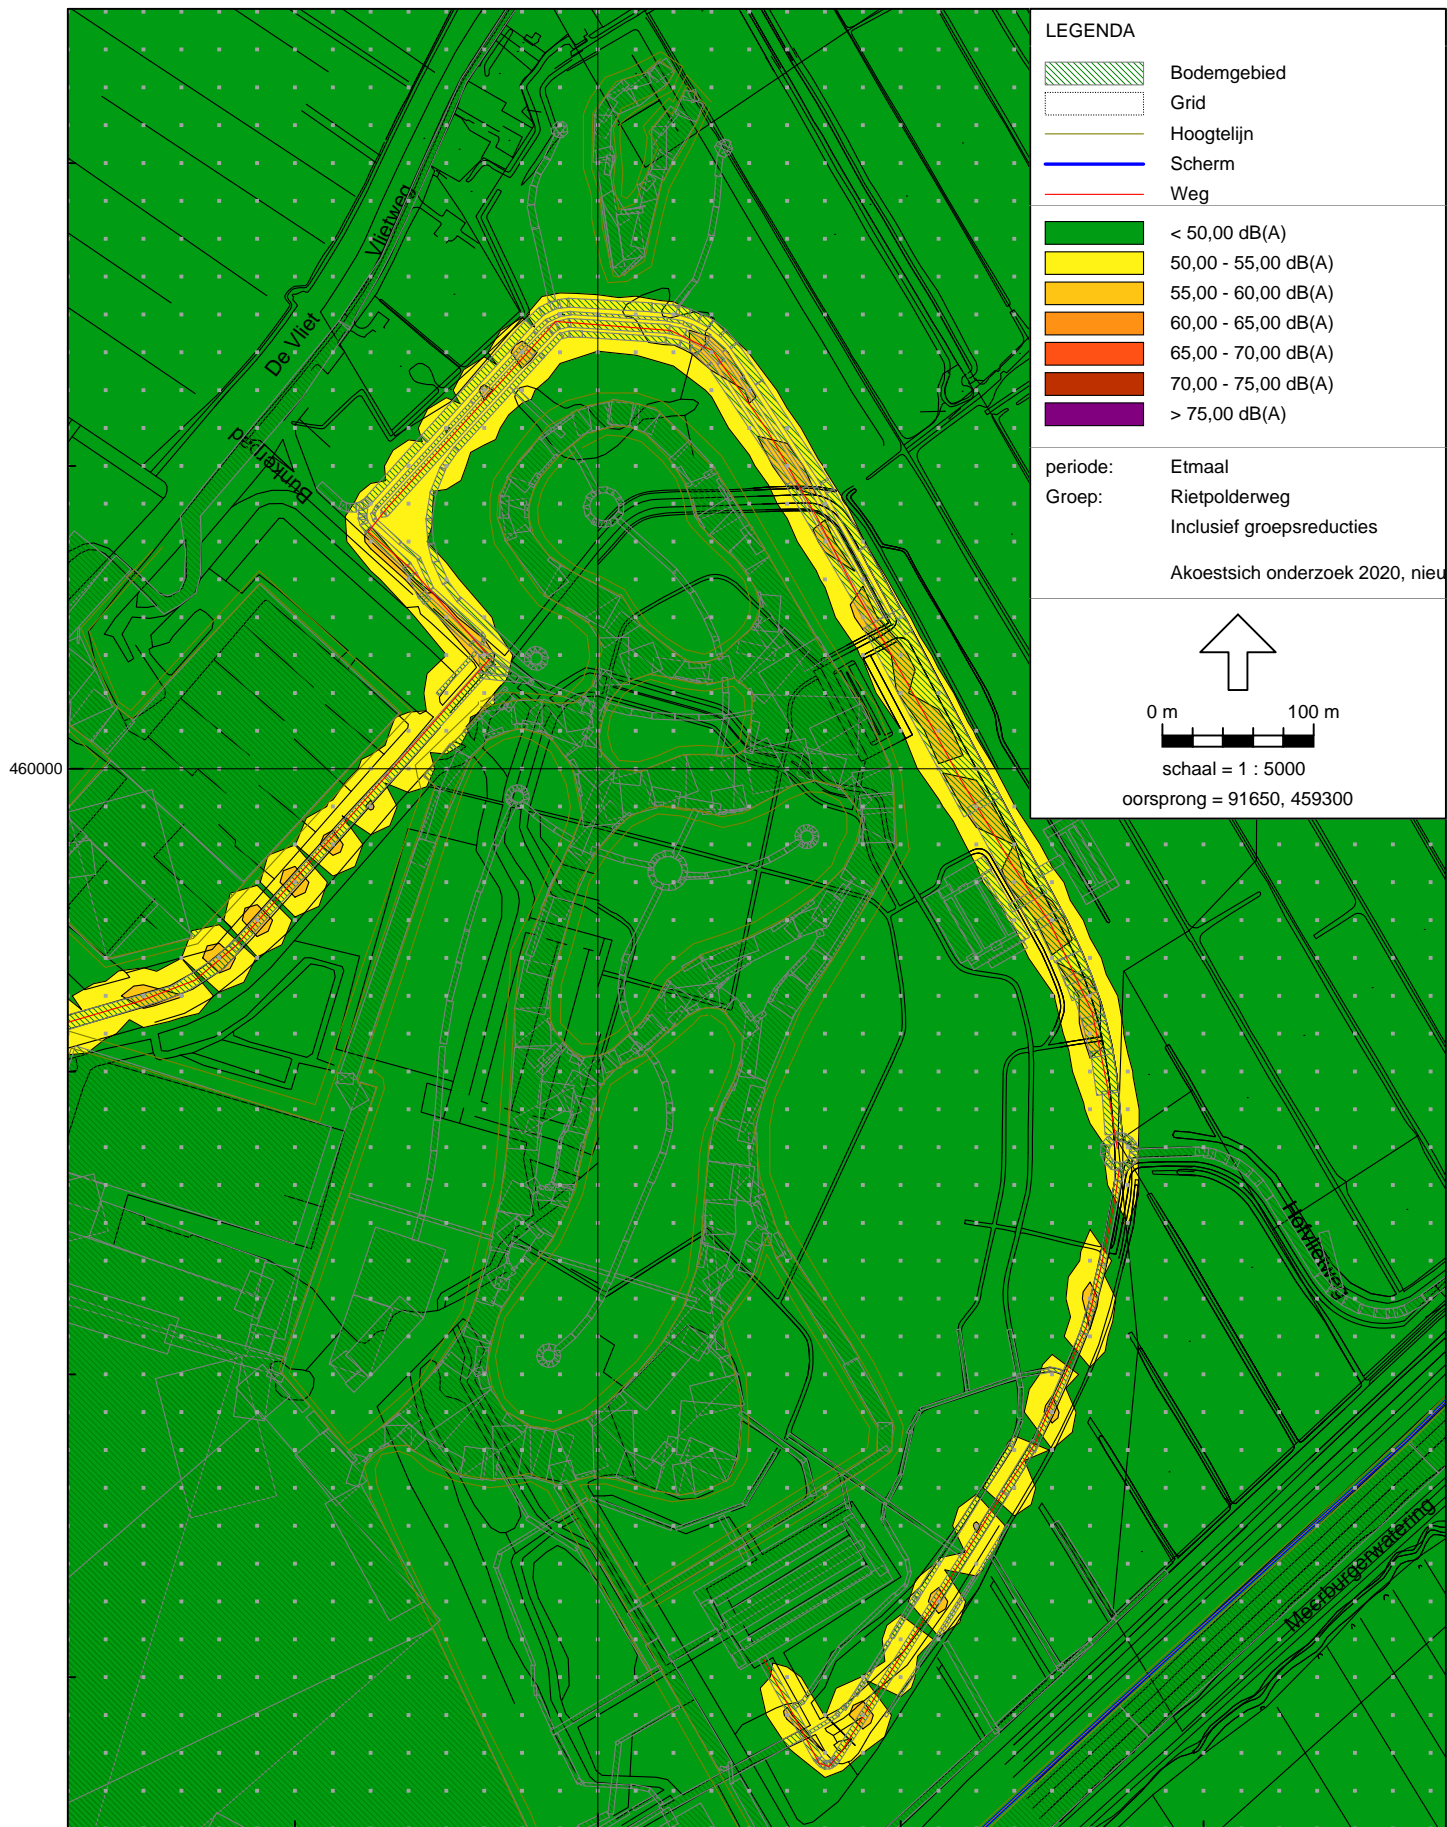 LEGENDA
Bodemgebied
Grid
Hoogtelijn
Scherm
Weg
< 50,00 dB(A)
50,00 - 55,00 dB(A)
55,00 - 60,00 dB(A)
60,00 - 65,00 dB(A)
65,00 - 70,00 dB(A)
70,00 - 75,00 dB(A)
> 75,00 dB(A)
periode: Etmaal
Groep: Rietpolderweg
Inclusief groepsreducties
Akoestsich onderzoek 2020, nieu
0 m 100 m
schaal = 1 : 5000
oorsprong = 91650, 459300
Vlietweg
De Vliet
Bunkerpad
460000
Hofvlietweg
Meerburgerwatering